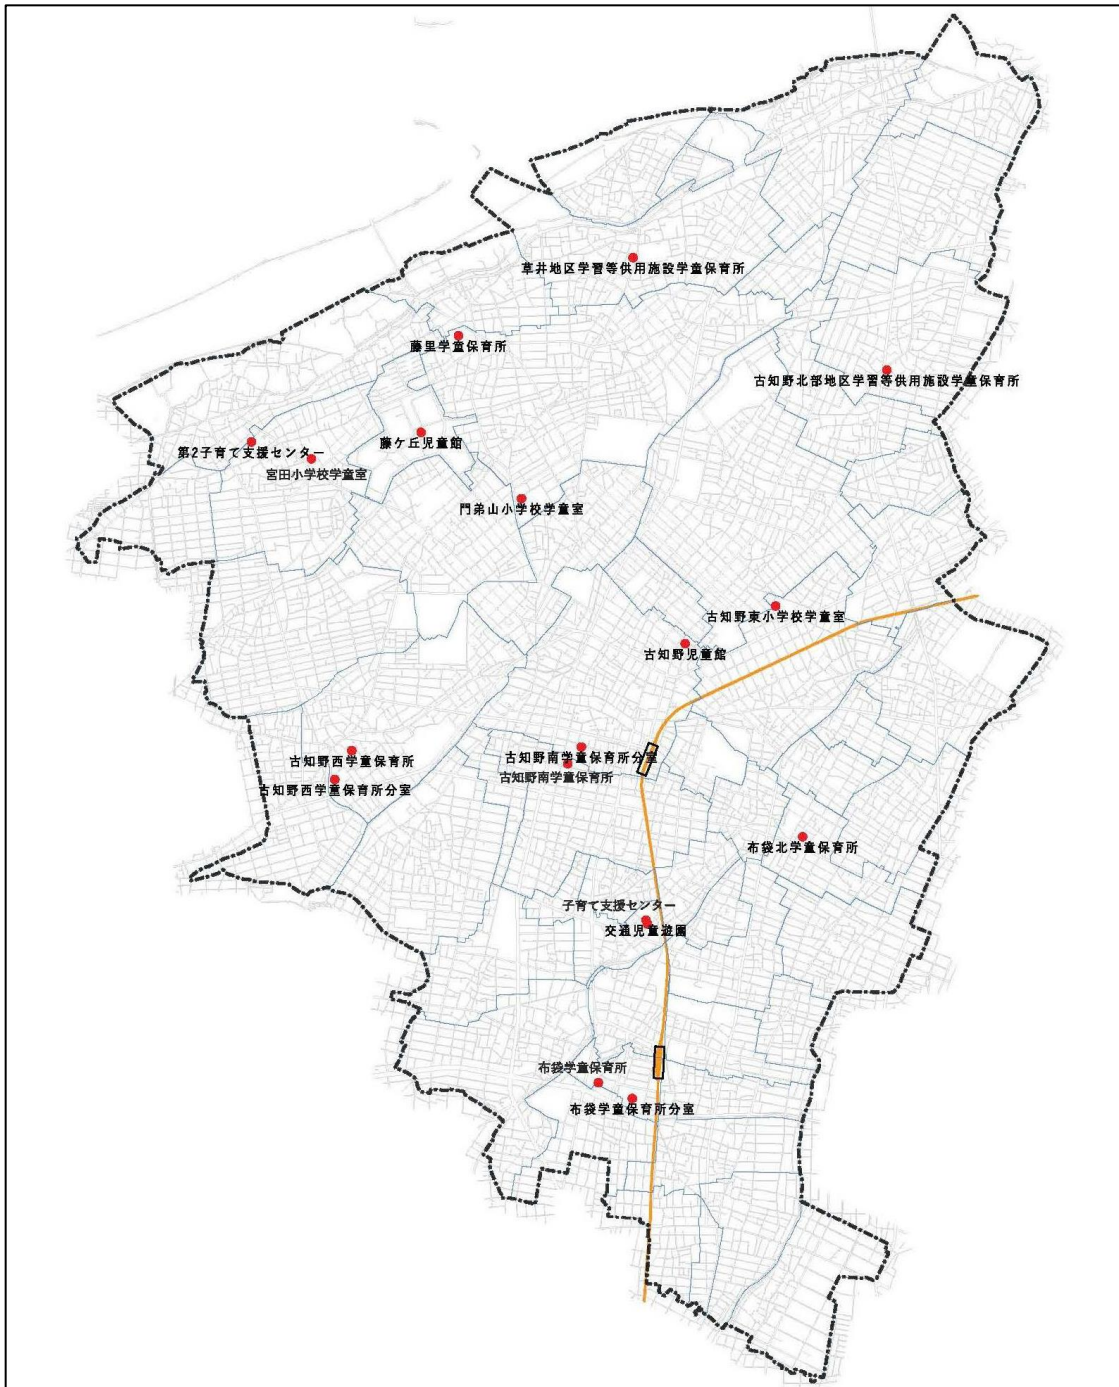 草井地区学習等供用施設学童保育所
藤里学童保育所
古知野北部地区学習等供用施設学童保育所
藤ケ丘児童館
第2子育て支援センター
宮田小学校学童室
門弟山小学校学童室
古知野東小学校学童室
古知野児童館
古知野西学童保育所
古知野南学童保育所分室
古知野南学童保育所
古知野西学童保育所分室
布袋北学童保育所
子育て支援センター
交通児童遊園
布袋学童保育所
布袋学童保育所分室